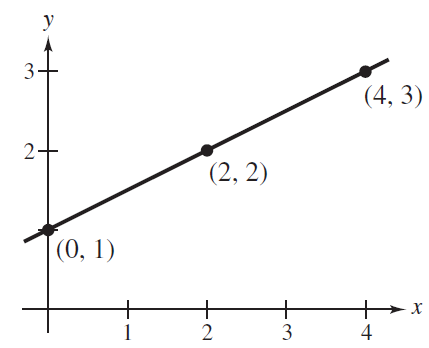 y
3
(4, 3)
2
(2, 2)
(0, 1)
x
1 2 3 4